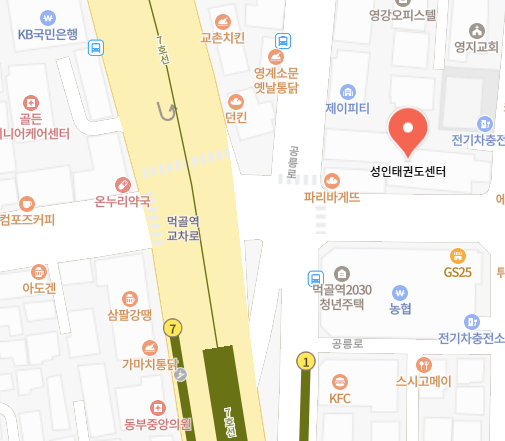 영강오피스텔
KB국민은행
7호선
교촌치킨
영지교회
영계소문
옛날통닭
제이피티
골든
니어케어센터
던킨
전기차충전소
공릉로
성인태권도센터
온누리약국
파리바게뜨
컴포즈커피
먹골역
교차로
아도겐
GS25
먹골역2030
청년주택
농협
삼팔강땡
7
전기차충전소
공릉로
가마치통닭
1
스시고메이
KFC
동부중앙의원
7호선